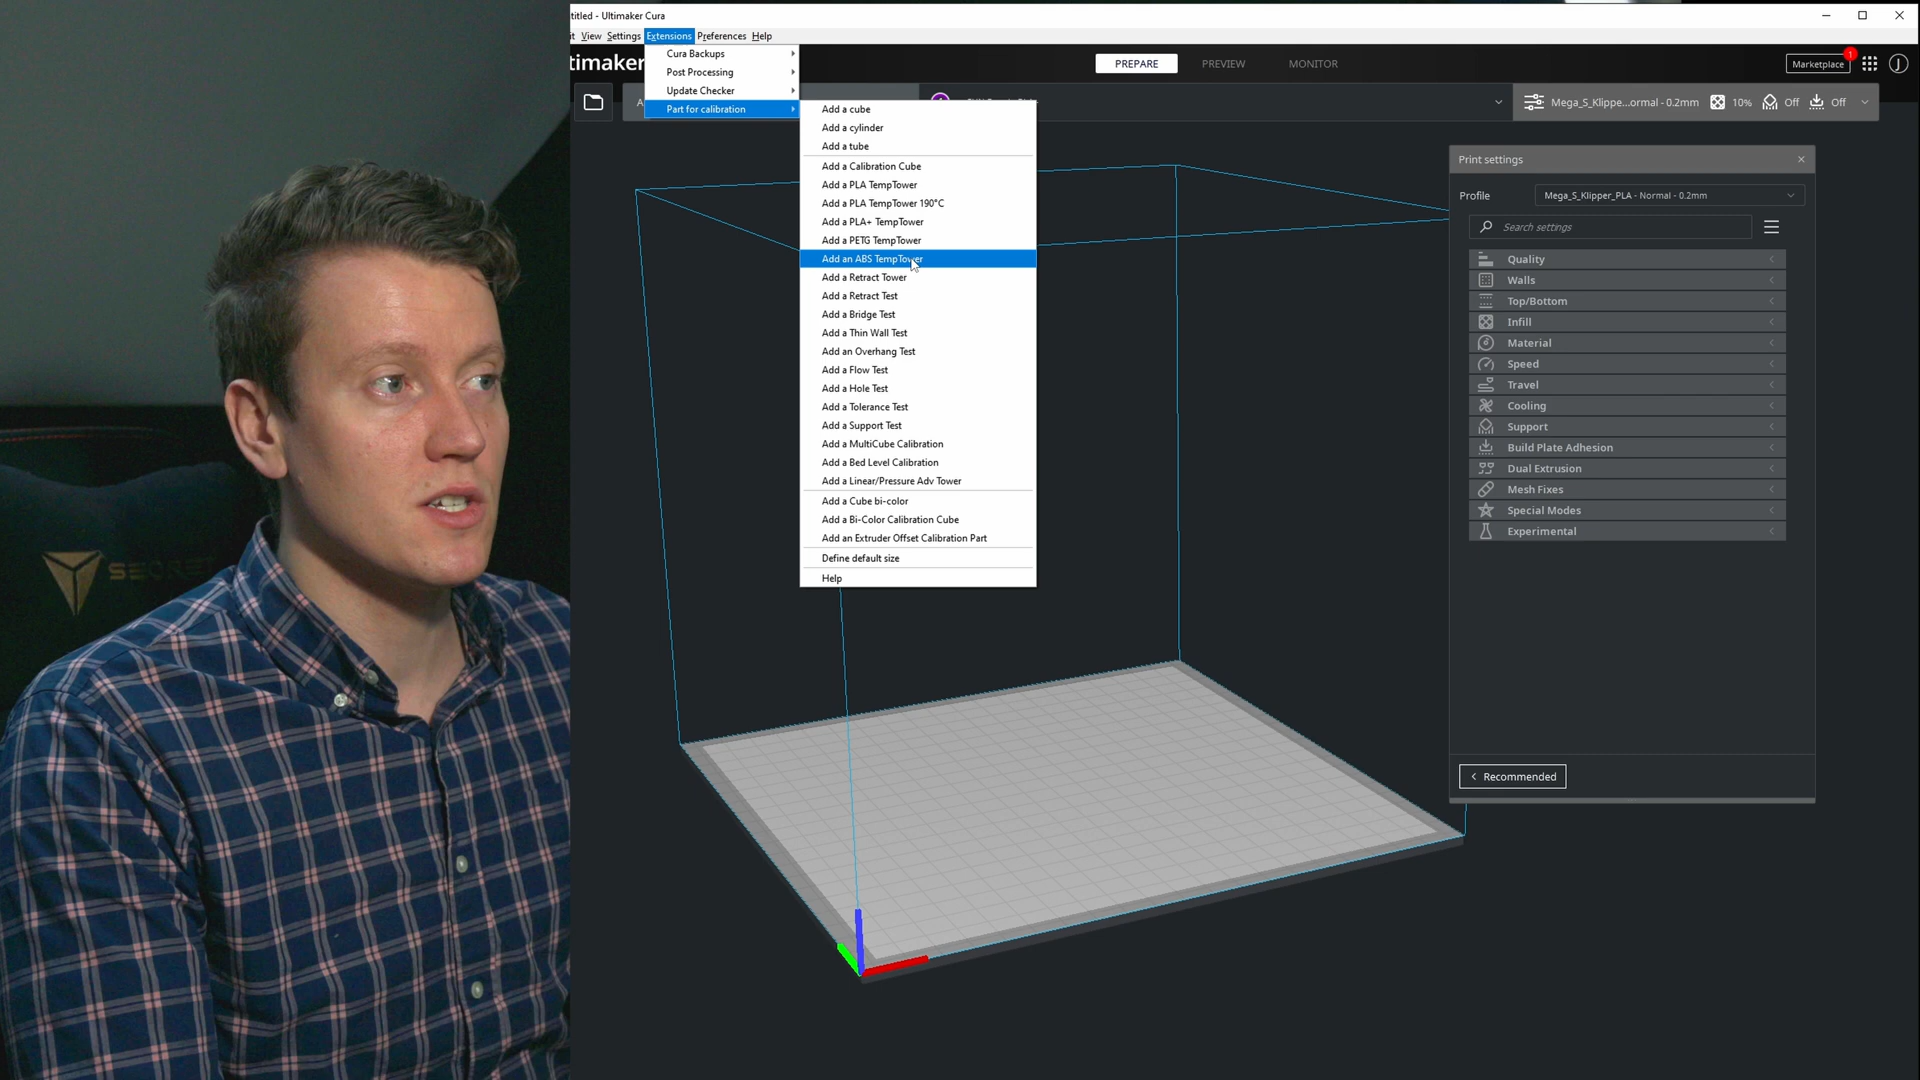 titled - Ultimaker Cura
it View Settings Extensions Preferences Help
timaker
PREPARE PREVIEW MONITOR
Marketplace 1 J
Cura Backups
Post Processing
Update Checker
Part for calibration
A
Mega_S_Klippe...ormal - 0.2mm 10% Off Off
Add a cube
Add a cylinder
Add a tube
Add a Calibration Cube
Add a PLA TempTower
Add a PLA TempTower 190°C
Add a PLA+ TempTower
Add a PETG TempTower
Add an ABS TempTower
Add a Retract Tower
Add a Retract Test
Add a Bridge Test
Add a Thin Wall Test
Add an Overhang Test
Add a Flow Test
Add a Hole Test
Add a Tolerance Test
Add a Support Test
Add a MultiCube Calibration
Add a Bed Level Calibration
Add a Linear/Pressure Adv Tower
Add a Cube bi-color
Add a Bi-Color Calibration Cube
Add an Extruder Offset Calibration Part
Define default size
Help
Print settings
Profile Mega_S_Klipper_PLA - Normal - 0.2mm
Search settings
Quality
Walls
Top/Bottom
Infill
Material
Speed
Travel
Cooling
Support
Build Plate Adhesion
Dual Extrusion
Mesh Fixes
Special Modes
Experimental
Recommended
SECRE